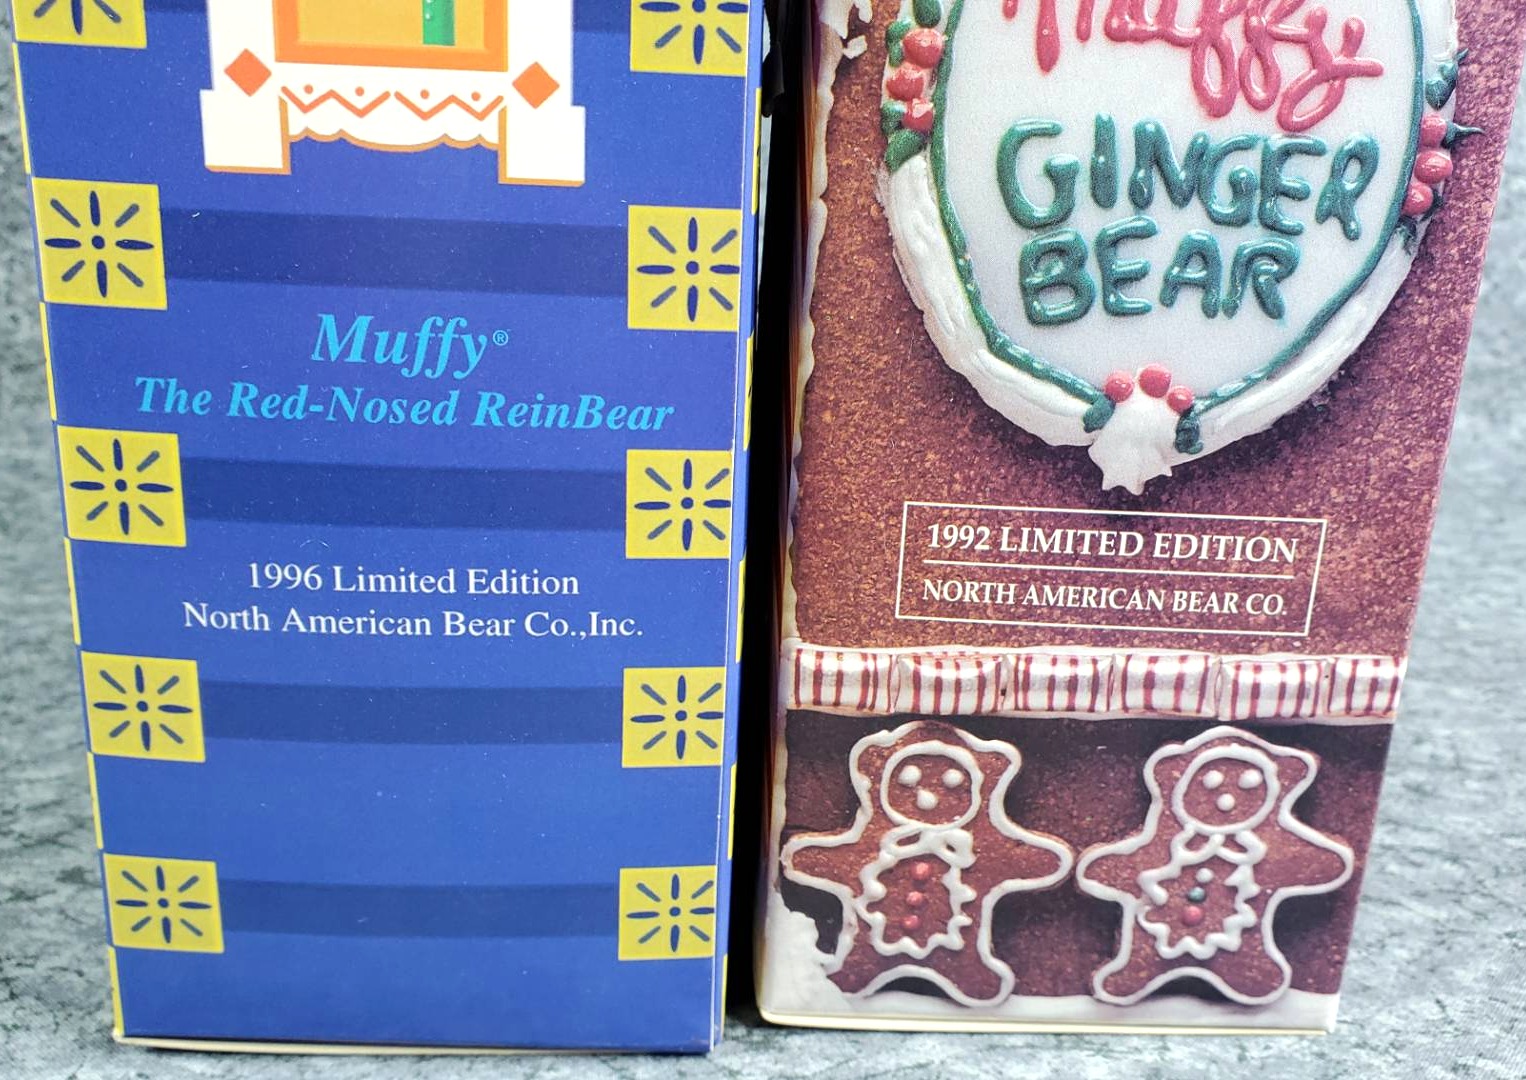 Muffy®
The Red-Nosed ReinBear
1996 Limited Edition
North American Bear Co.,Inc.
Muffy
GINGER
BEAR
1992 LIMITED EDITION
NORTH AMERICAN BEAR CO.